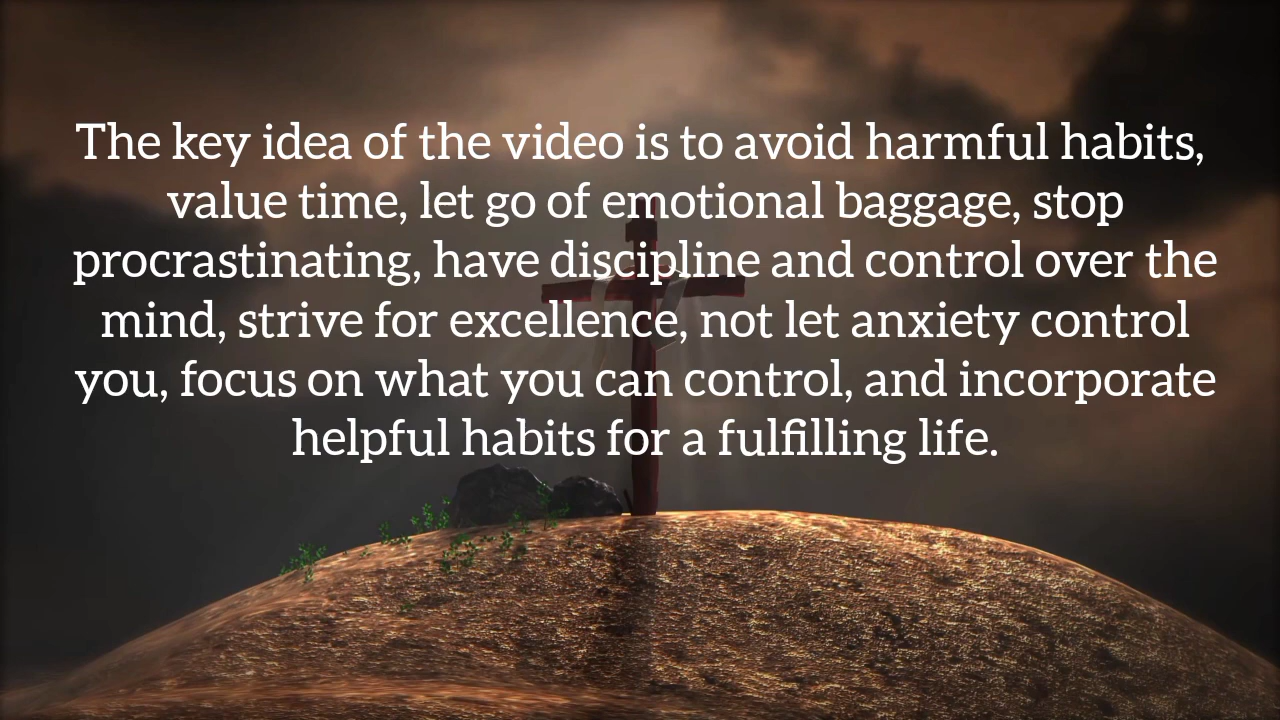 The key idea of the video is to avoid harmful habits,
value time, let go of emotional baggage, stop
procrastinating, have discipline and control over the
mind, strive for excellence, not let anxiety control
you, focus on what you can control, and incorporate
helpful habits for a fulfilling life.